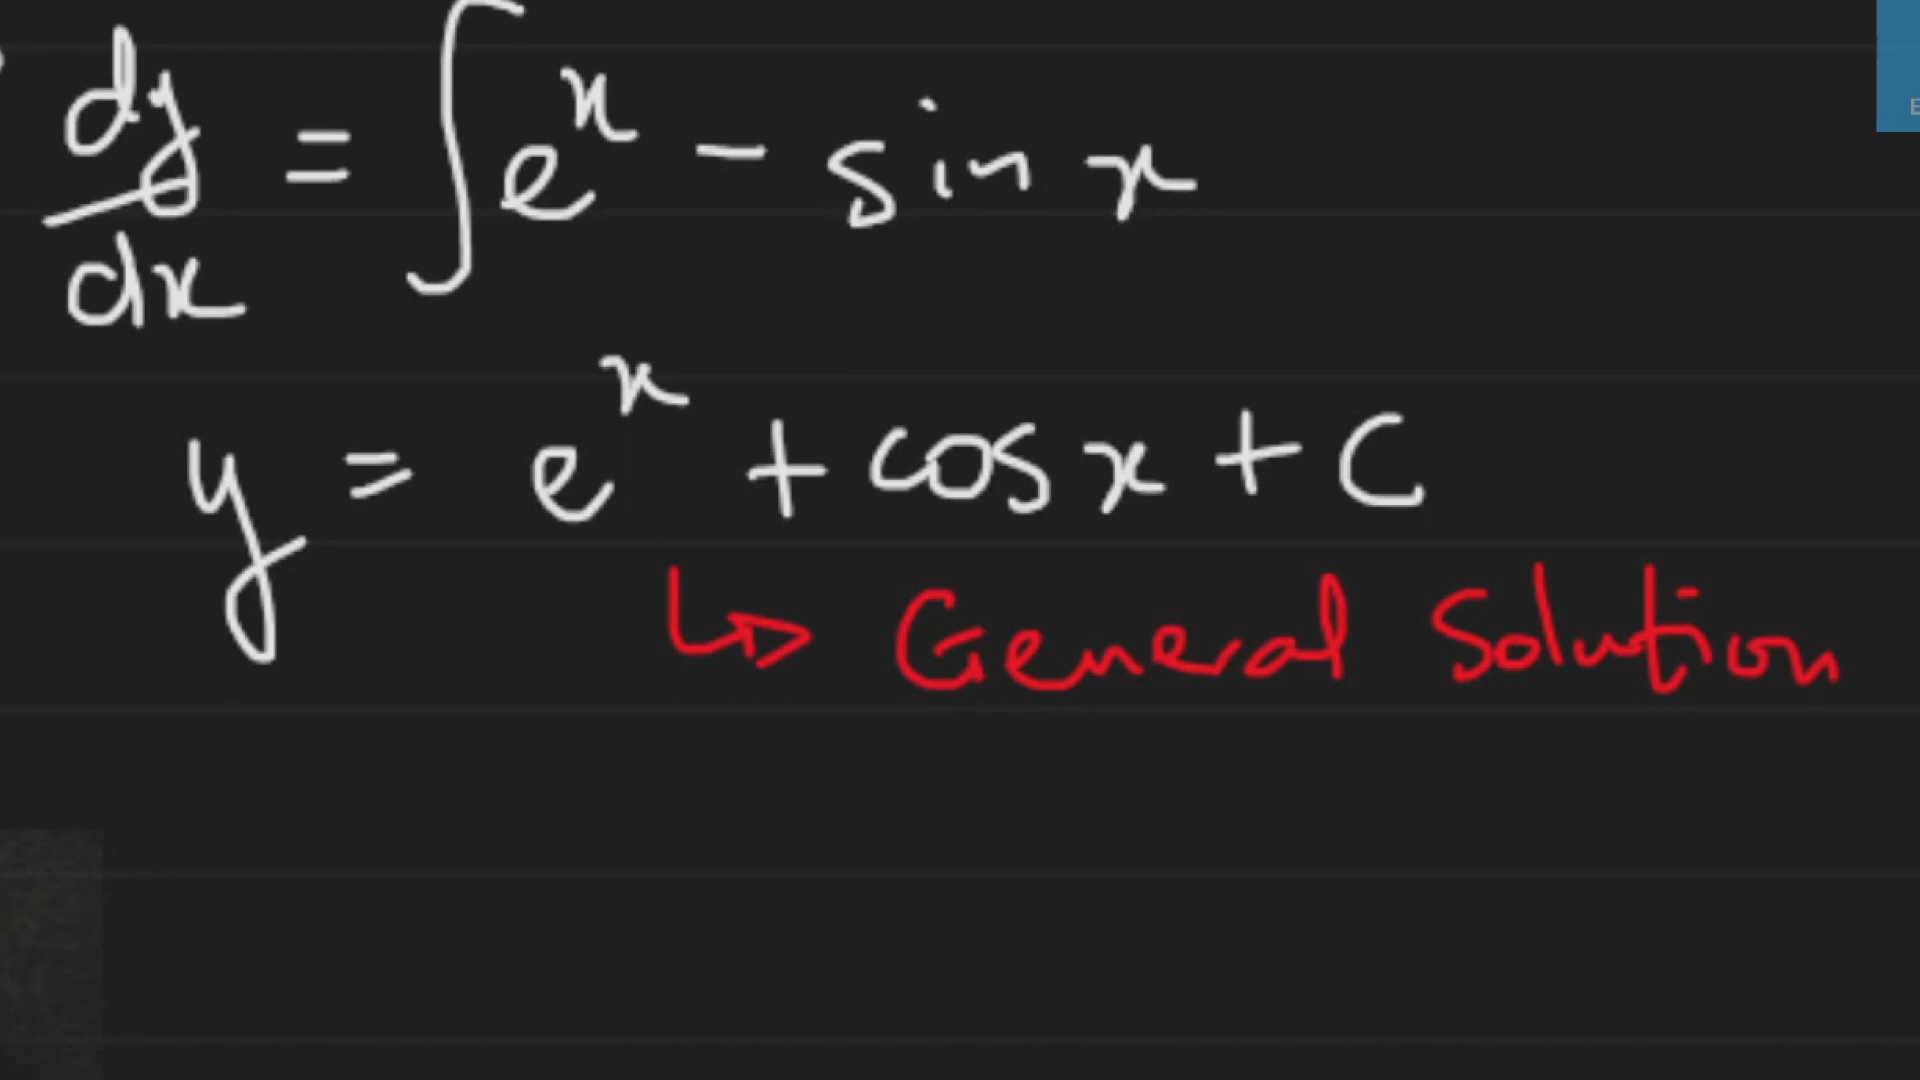 dy/dx = ∫ e^x - sin x
y = e^x + cos x + C
↳ General Solution
E